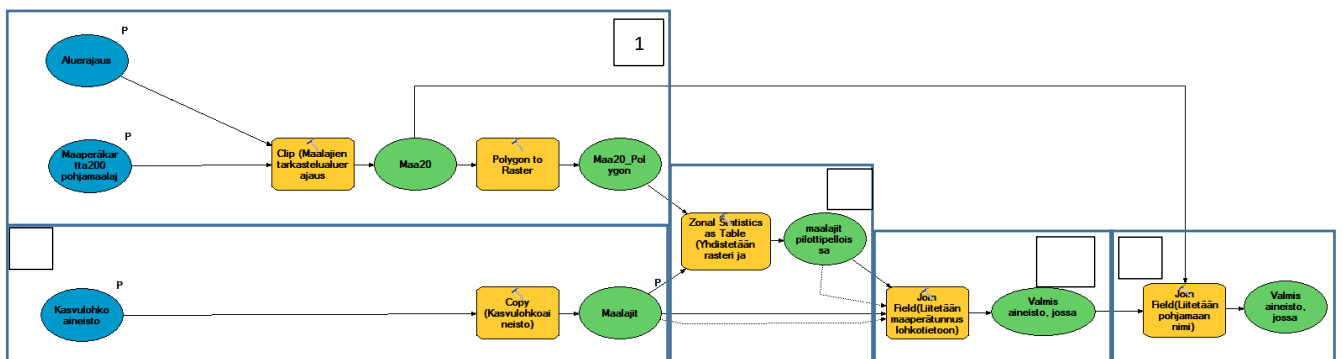 P
Aluerajaus
1
P
Maaperäkar
tta200
pohjamaalaj
Clip (Maalajien
tarkastelualuer
ajaus
Maa20
Polygon to
Raster
Maa20_Pol
ygon
Zonal Statistics
as Table
(Yhdistetään
rasteri ja
maalajit
pilottipellois
sa
P
Kasvulohko
aineisto
Copy
(Kasvulohkoai
neisto)
Maalajit
P
Join
Field(Liitetään
maaperätunnus
lohkotietoon)
Valmis
aineisto, jossa
Join
Field(Liitetään
pohjamaan
nimi)
Valmis
aineisto,
jossa